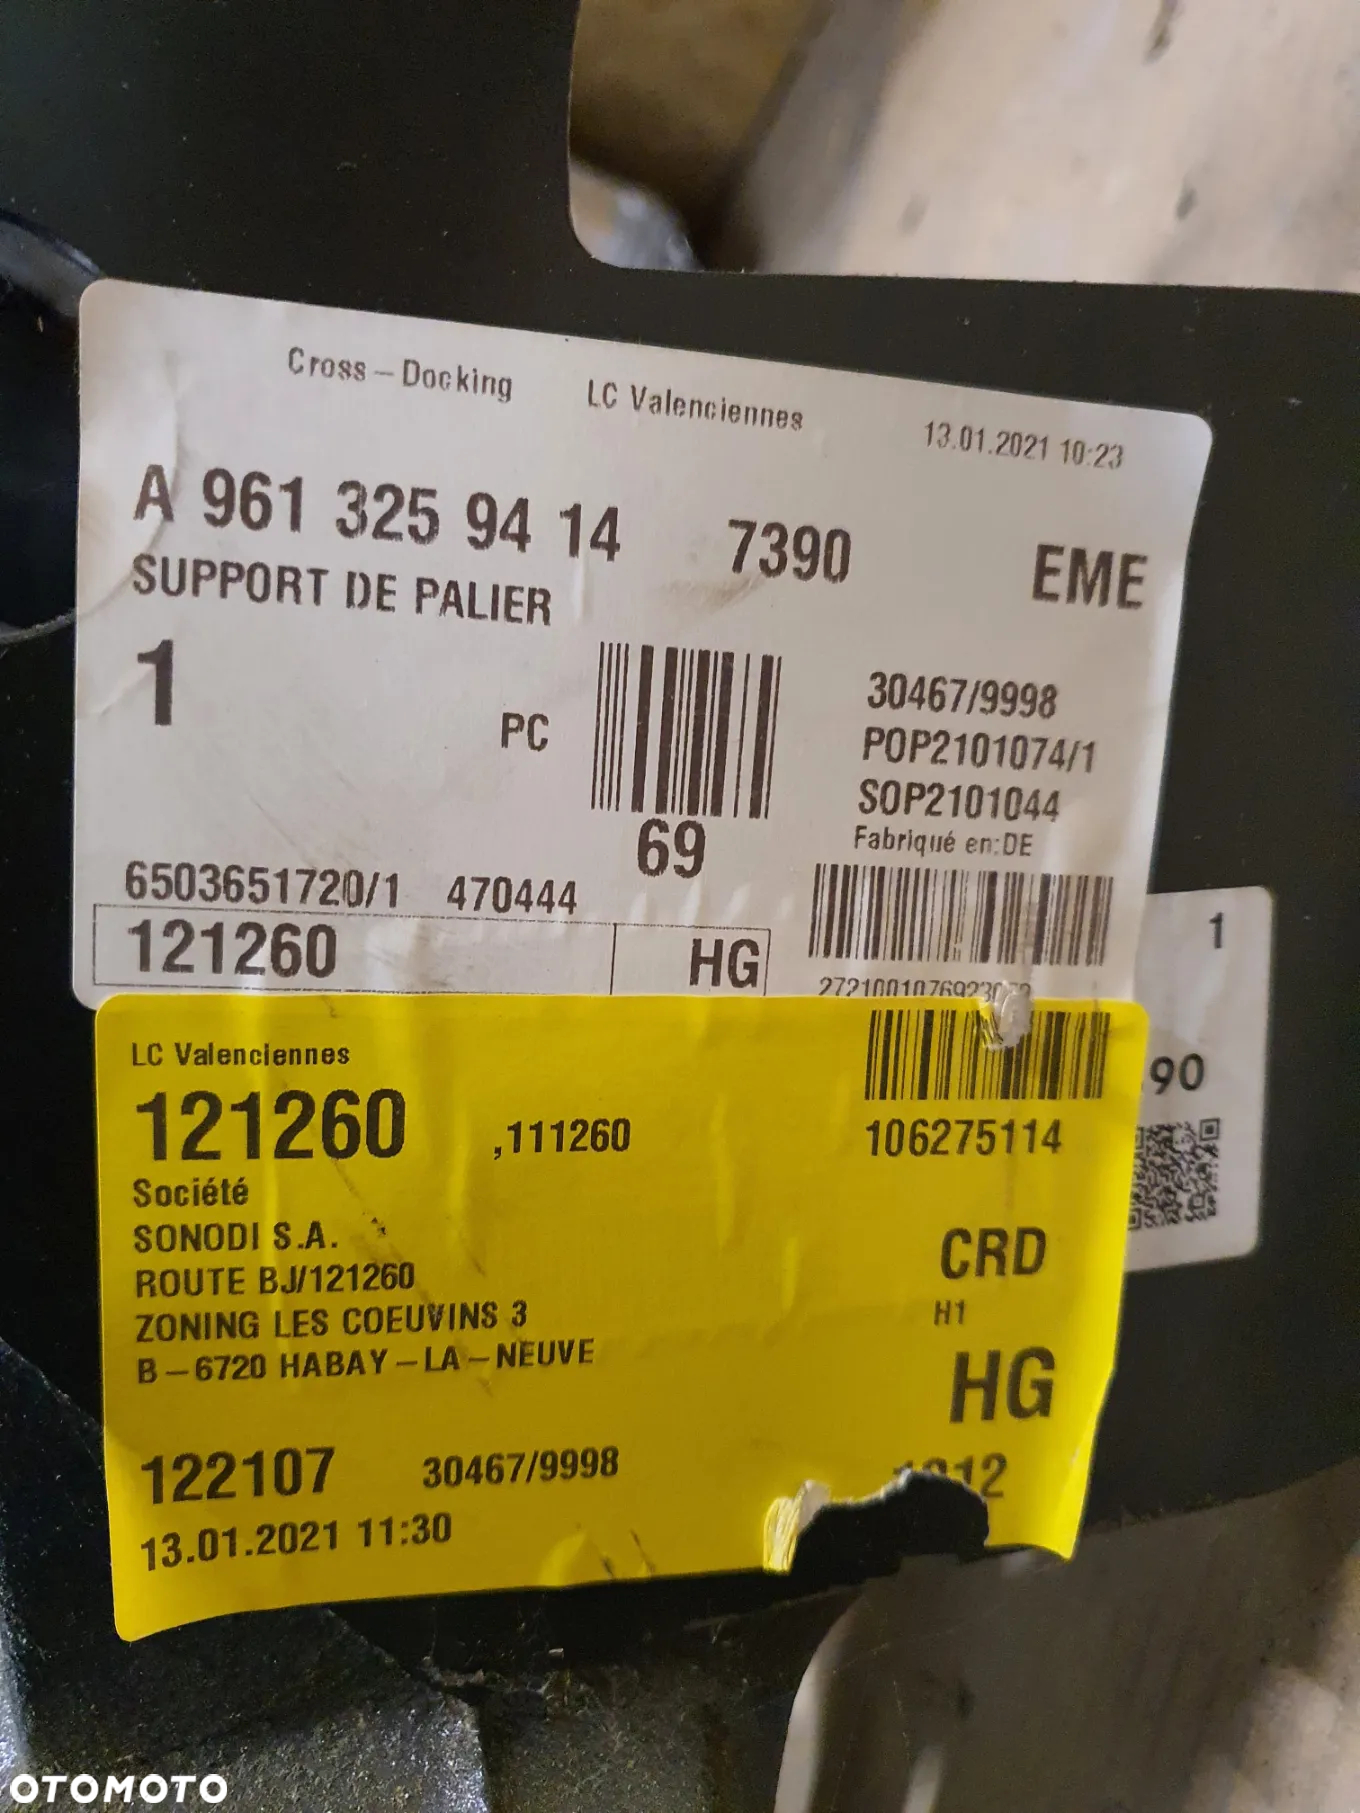 Cross-Docking LC Valenciennes 13.01.2021 10:23
A 961 325 94 14 7390 EME
SUPPORT DE PALIER
1 PC
69
30467/9998
POP2101074/1
SOP2101044
Fabriqué en:DE
6503651720/1 470444
121260 HG
1
90
LC Valenciennes
121260 ,111260 106275114
Société
SONODI S.A.
ROUTE BJ/121260
ZONING LES COEUVINS 3
B-6720 HABAY-LA-NEUVE
CRD
H1
HG
122107 30467/9998
13.01.2021 11:30
OTOMOTO